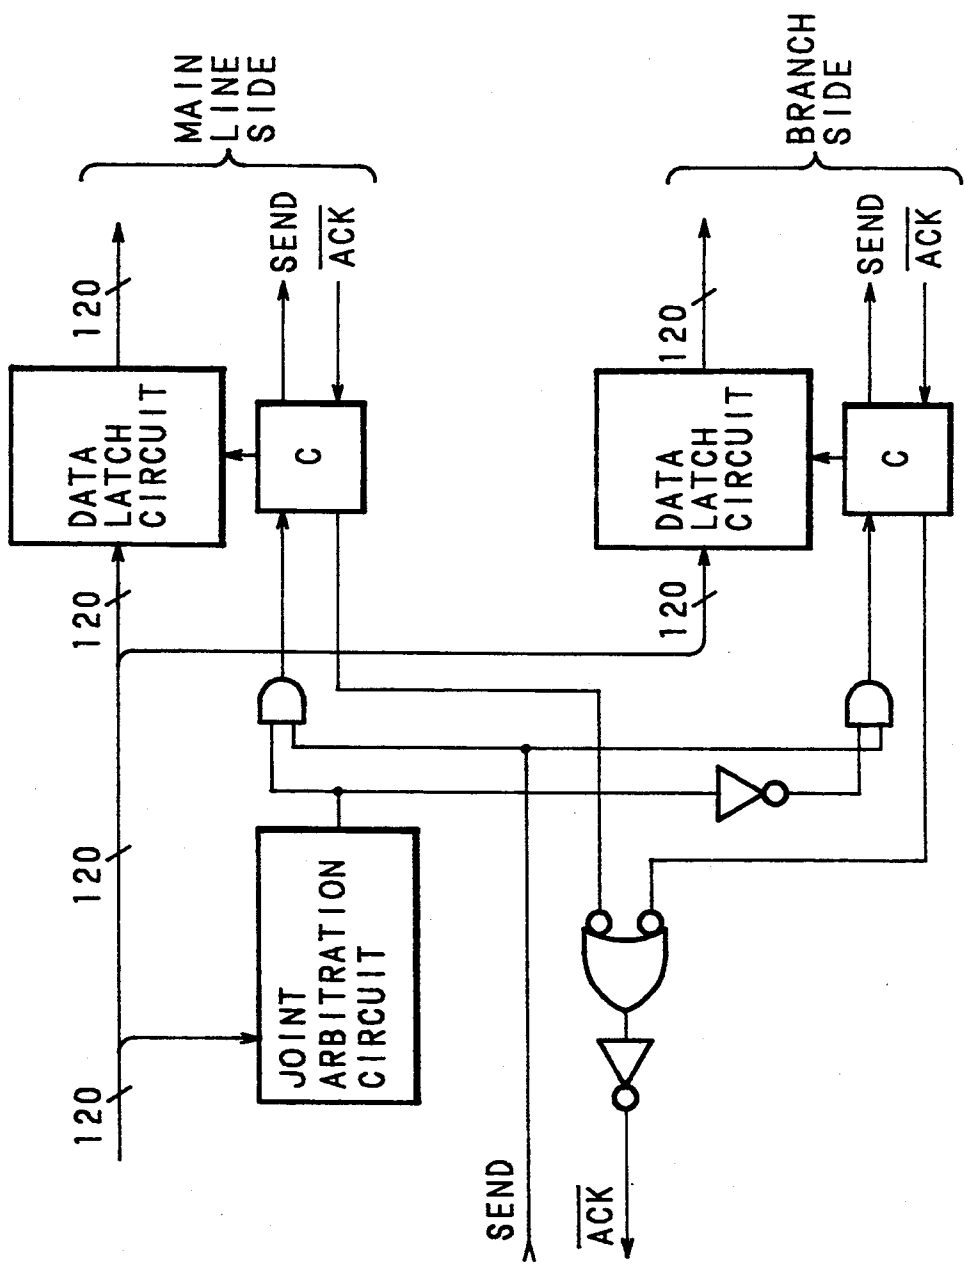 120
120
120
120
DATA
LATCH
CIRCUIT
MAIN
LINE
SIDE
JOINT
ARBITRATION
CIRCUIT
C
SEND
ACK
SEND
ACK
120
120
DATA
LATCH
CIRCUIT
C
SEND
ACK
BRANCH
SIDE